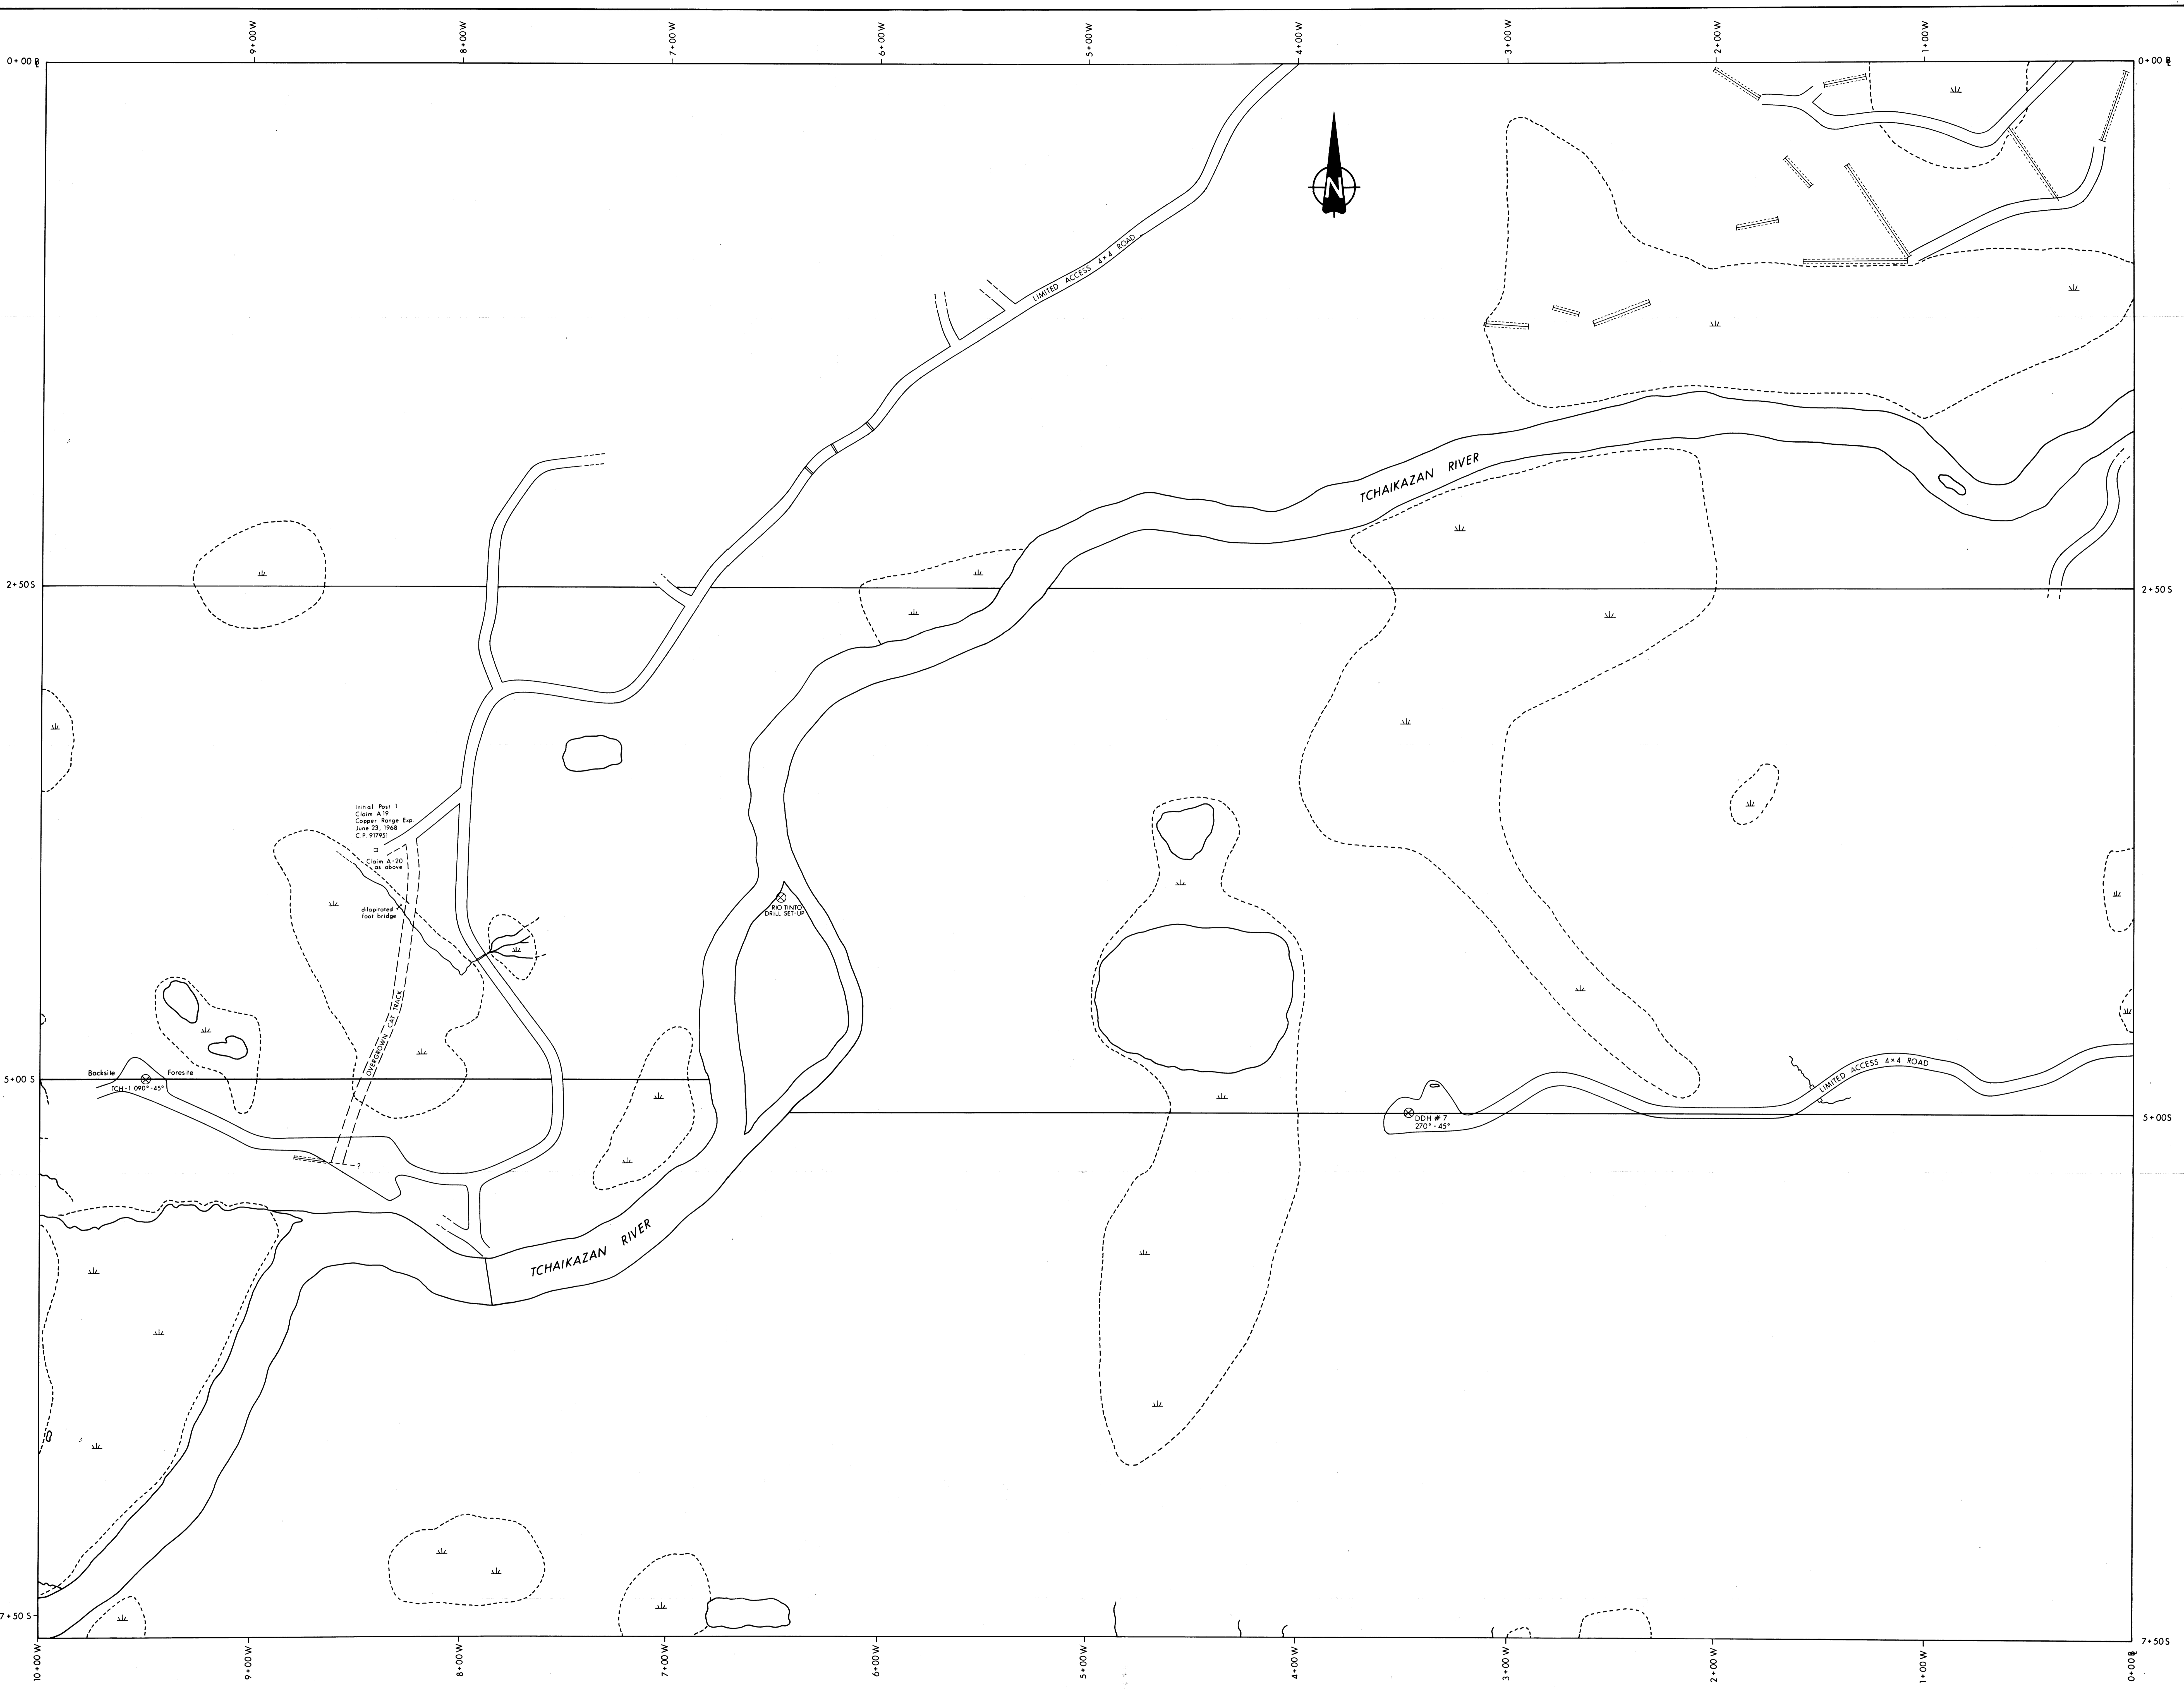 9+00 W
8+00 W
7+00 W
6+00 W
5+00 W
4+00 W
3+00 W
2+00 W
1+00 W
0+00 B
0+00 B
N
LIMITED ACCESS 4×4 ROAD
TCHAIKAZAN RIVER
2+50 S
2+50 S
Initial Post 1
Claim A 19
Copper Range Exp.
June 23, 1968
C.P. 917951
Claim A-20
as above
dilapitated
foot bridge
RIO TINTO
DRILL SET-UP
OVERGROWN CAT TRACK
Backsite
Foresite
5+00 S
TCH-1 090° -45°
LIMITED ACCESS 4×4 ROAD
DDH # 7
270° -45°
5+00S
?
TCHAIKAZAN RIVER
7+50 S
7+50S
10+00 W
9+00 W
8+00 W
7+00 W
6+00 W
5+00 W
4+00 W
3+00 W
2+00 W
1+00 W
0+00 B